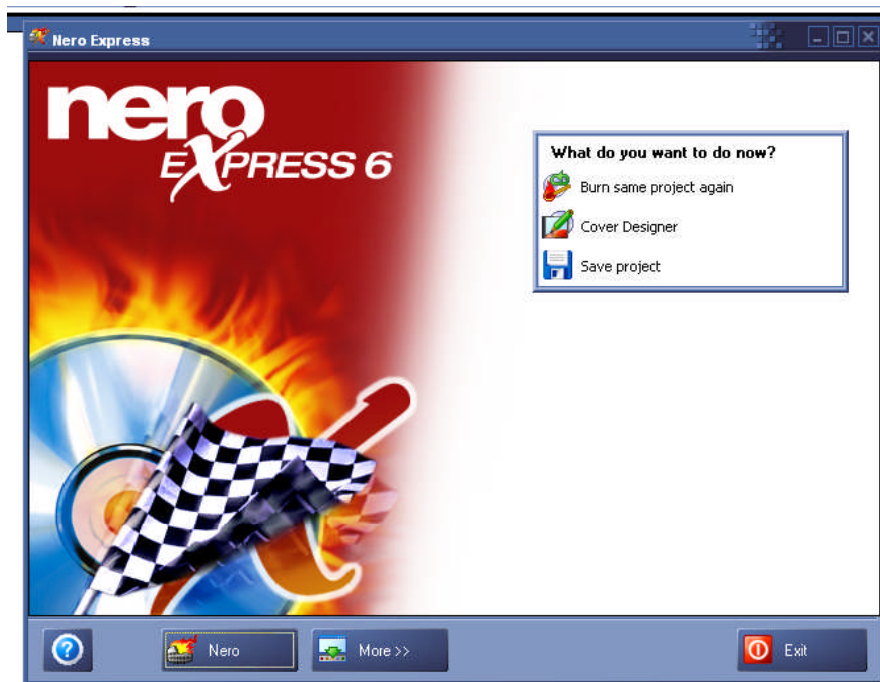 Nero Express
nero
EXPRESS 6
What do you want to do now?
Burn same project again
Cover Designer
Save project
?
Nero
More >>
Exit